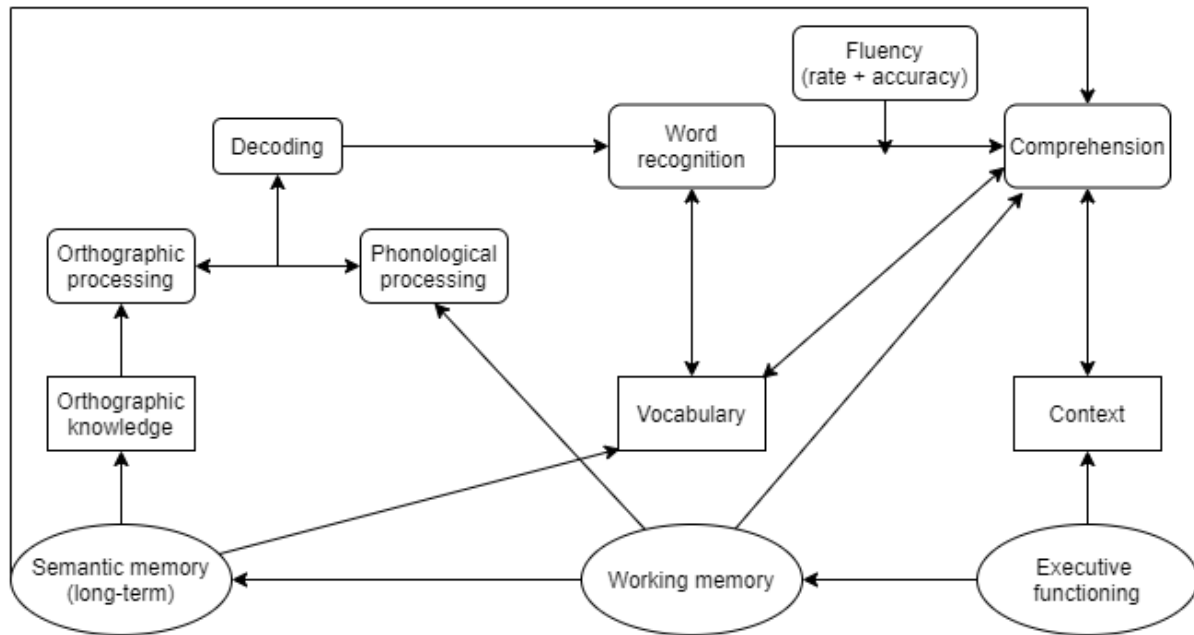 Fluency
(rate + accuracy)
Decoding
Word
recognition
Comprehension
Orthographic
processing
Phonological
processing
Orthographic
knowledge
Vocabulary
Context
Semantic memory
(long-term)
Working memory
Executive
functioning